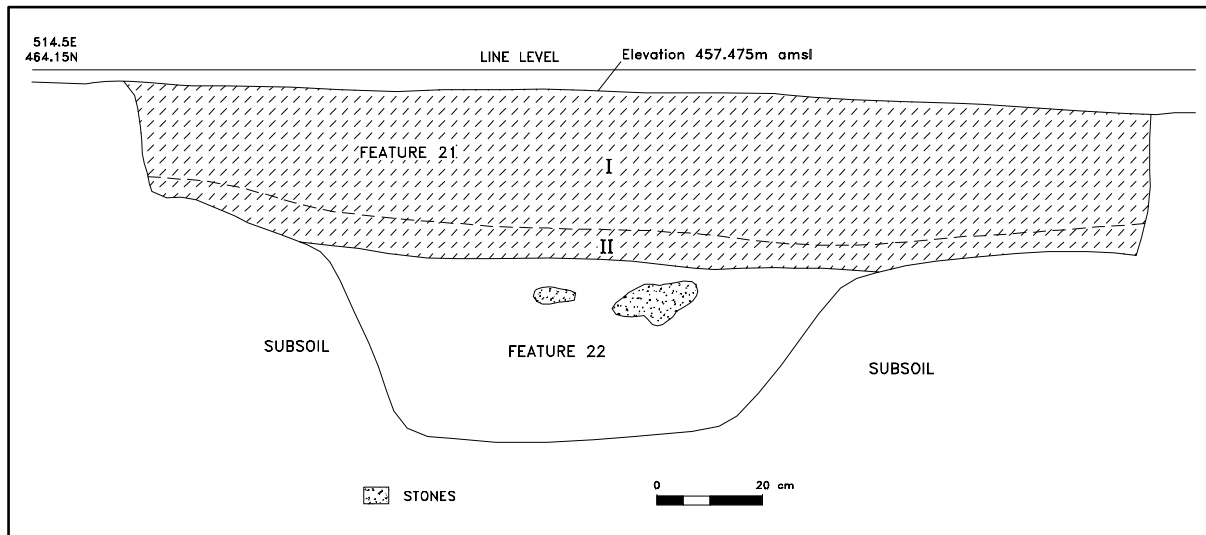 514.5E
464.15N
LINE LEVEL
Elevation 457.475m amsl
FEATURE 21
I
II
SUBSOIL
FEATURE 22
SUBSOIL
STONES
0 20 cm